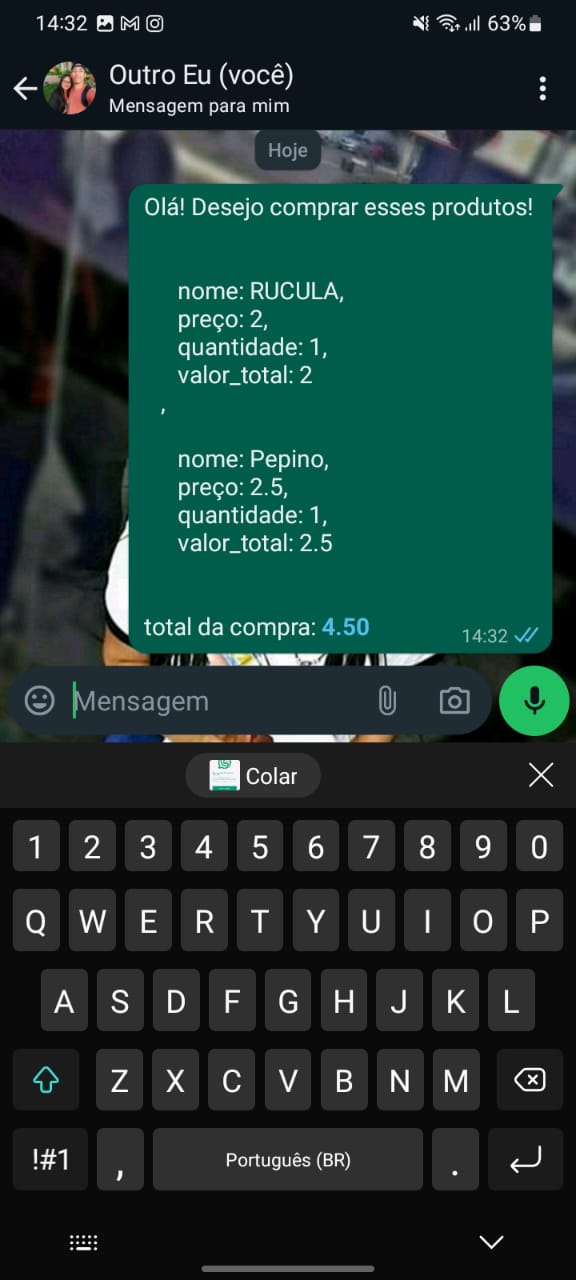 14:32
63%
Outro Eu (você)
Mensagem para mim
Hoje
Olá! Desejo comprar esses produtos!
nome: RUCULA,
preço: 2,
quantidade: 1,
valor_total: 2
,
nome: Pepino,
preço: 2.5,
quantidade: 1,
valor_total: 2.5
total da compra: 4.50
14:32
Mensagem
Colar
1 2 3 4 5 6 7 8 9 0
Q W E R T Y U I O P
A S D F G H J K L
Z X C V B N M
!#1 , Português (BR) .